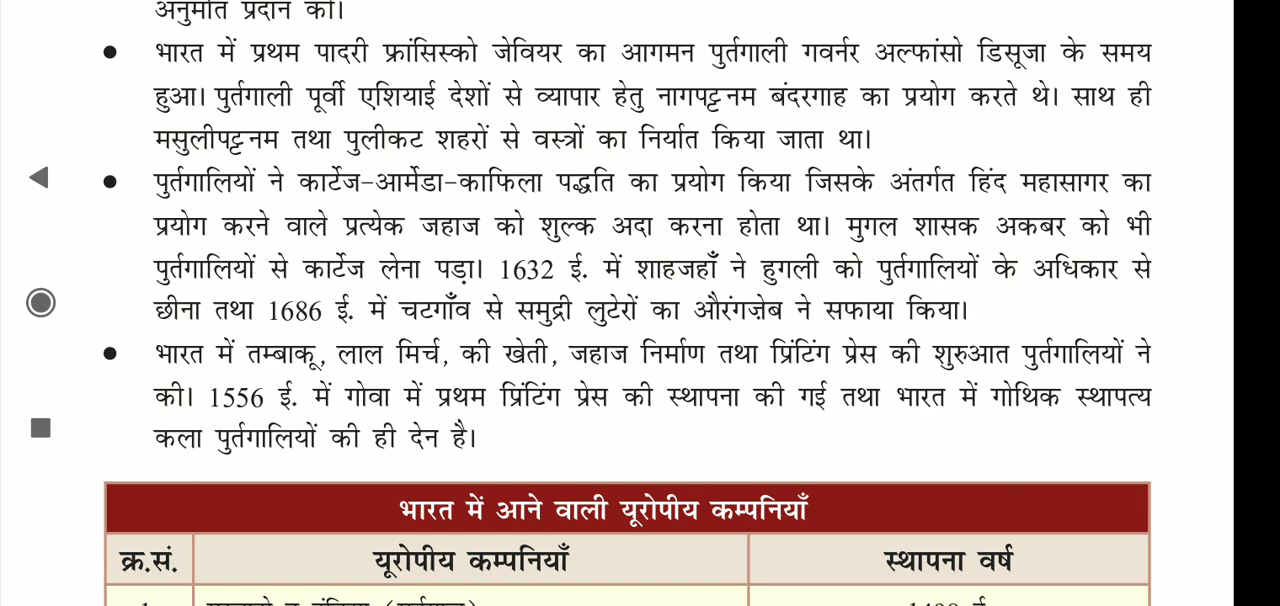 अनुमति प्रदान की।
● भारत में प्रथम पादरी फ्रांसिस्को जेवियर का आगमन पुर्तगाली गवर्नर अल्फांसो डिसूजा के समय
हुआ। पुर्तगाली पूर्वी एशियाई देशों से व्यापार हेतु नागपट्टनम बंदरगाह का प्रयोग करते थे। साथ ही
मसुलीपट्टनम तथा पुलीकट शहरों से वस्त्रों का निर्यात किया जाता था।
● पुर्तगालियों ने कार्टेज-आर्मेडा-काफिला पद्धति का प्रयोग किया जिसके अंतर्गत हिंद महासागर का
प्रयोग करने वाले प्रत्येक जहाज को शुल्क अदा करना होता था। मुगल शासक अकबर को भी
पुर्तगालियों से कार्टेज लेना पड़ा। 1632 ई. में शाहजहाँ ने हुगली को पुर्तगालियों के अधिकार से
छीना तथा 1686 ई. में चटगाँव से समुद्री लुटेरों का औरंगज़ेब ने सफाया किया।
● भारत में तम्बाकू, लाल मिर्च, की खेती, जहाज निर्माण तथा प्रिंटिंग प्रेस की शुरुआत पुर्तगालियों ने
की। 1556 ई. में गोवा में प्रथम प्रिंटिंग प्रेस की स्थापना की गई तथा भारत में गोथिक स्थापत्य
कला पुर्तगालियों की ही देन है।
भारत में आने वाली यूरोपीय कम्पनियाँ
क्र.सं. यूरोपीय कम्पनियाँ स्थापना वर्ष